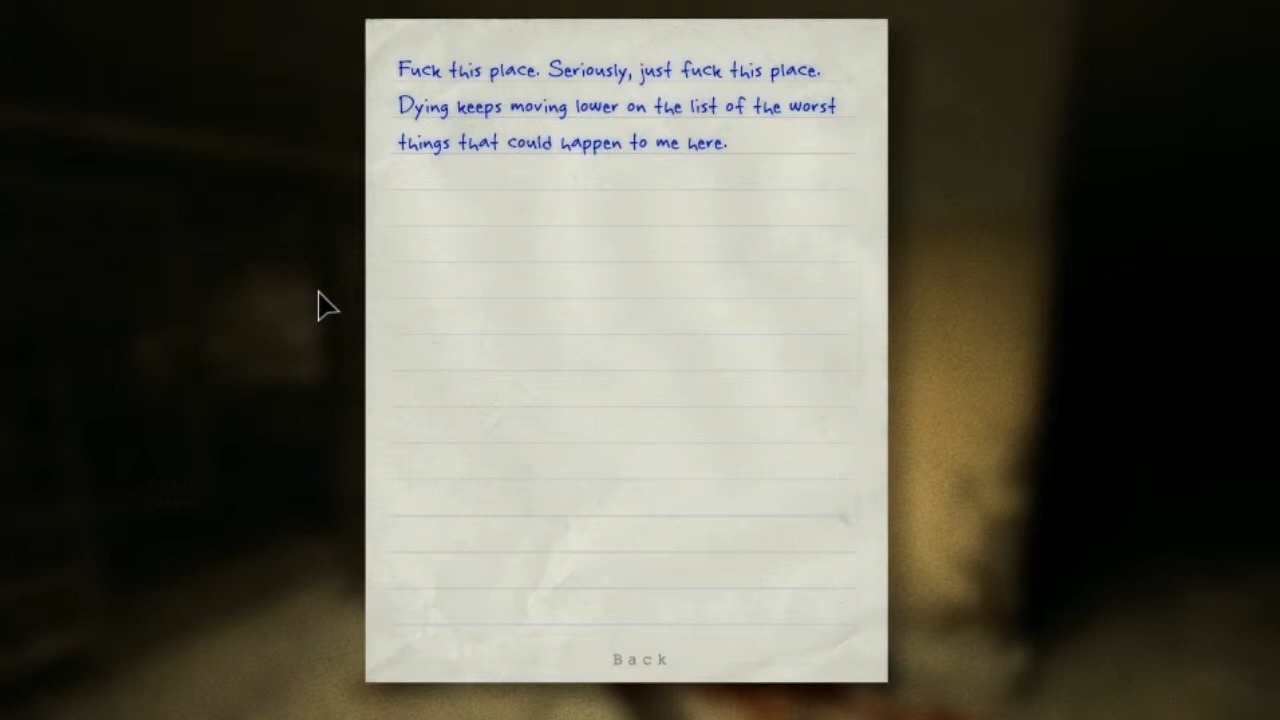 Fuck this place. Seriously, just fuck this place.
Dying keeps moving lower on the list of the worst
things that could happen to me here.
Back